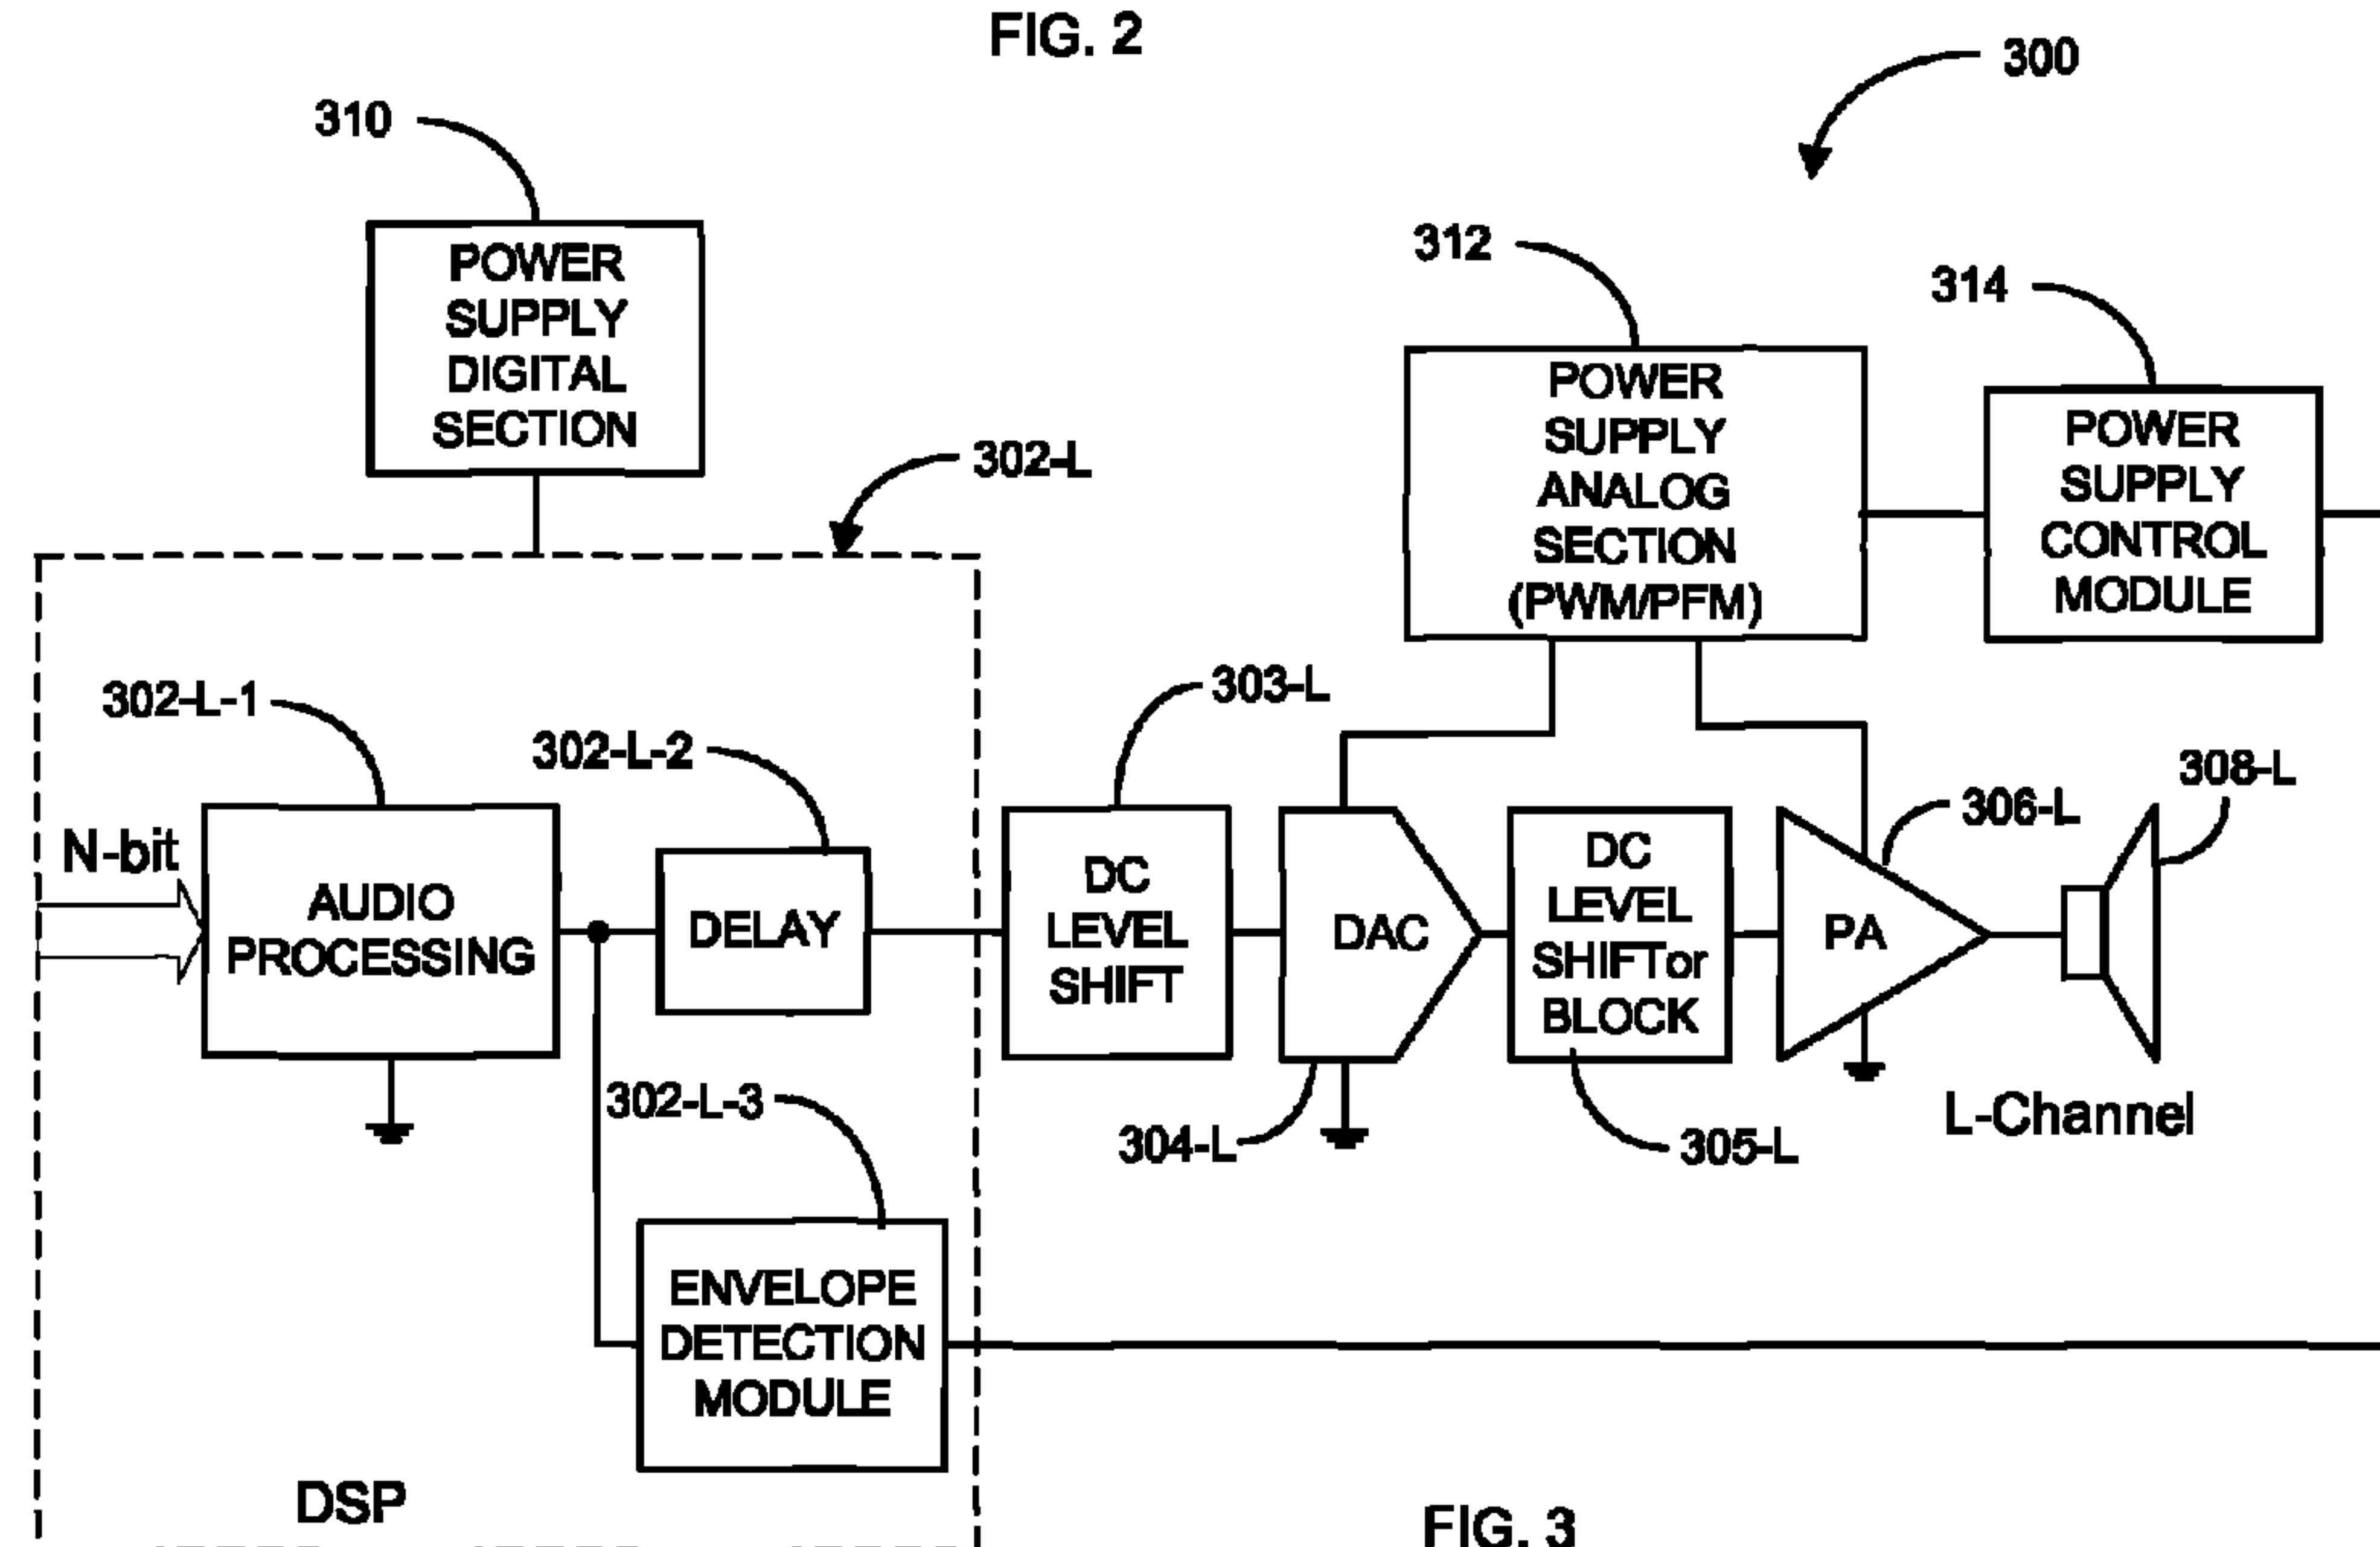 FIG. 2
300
310
312
314
POWER
SUPPLY
DIGITAL
SECTION
POWER
SUPPLY
ANALOG
SECTION
(PWM/PFM)
POWER
SUPPLY
CONTROL
MODULE
302-L
302-L-1
302-L-2
303-L
306-L
308-L
N-bit
AUDIO
PROCESSING
DELAY
DC
LEVEL
SHIFT
DAC
DC
LEVEL
SHIFTor
BLOCK
PA
302-L-3
304-L
305-L
L-Channel
ENVELOPE
DETECTION
MODULE
DSP
FIG. 3